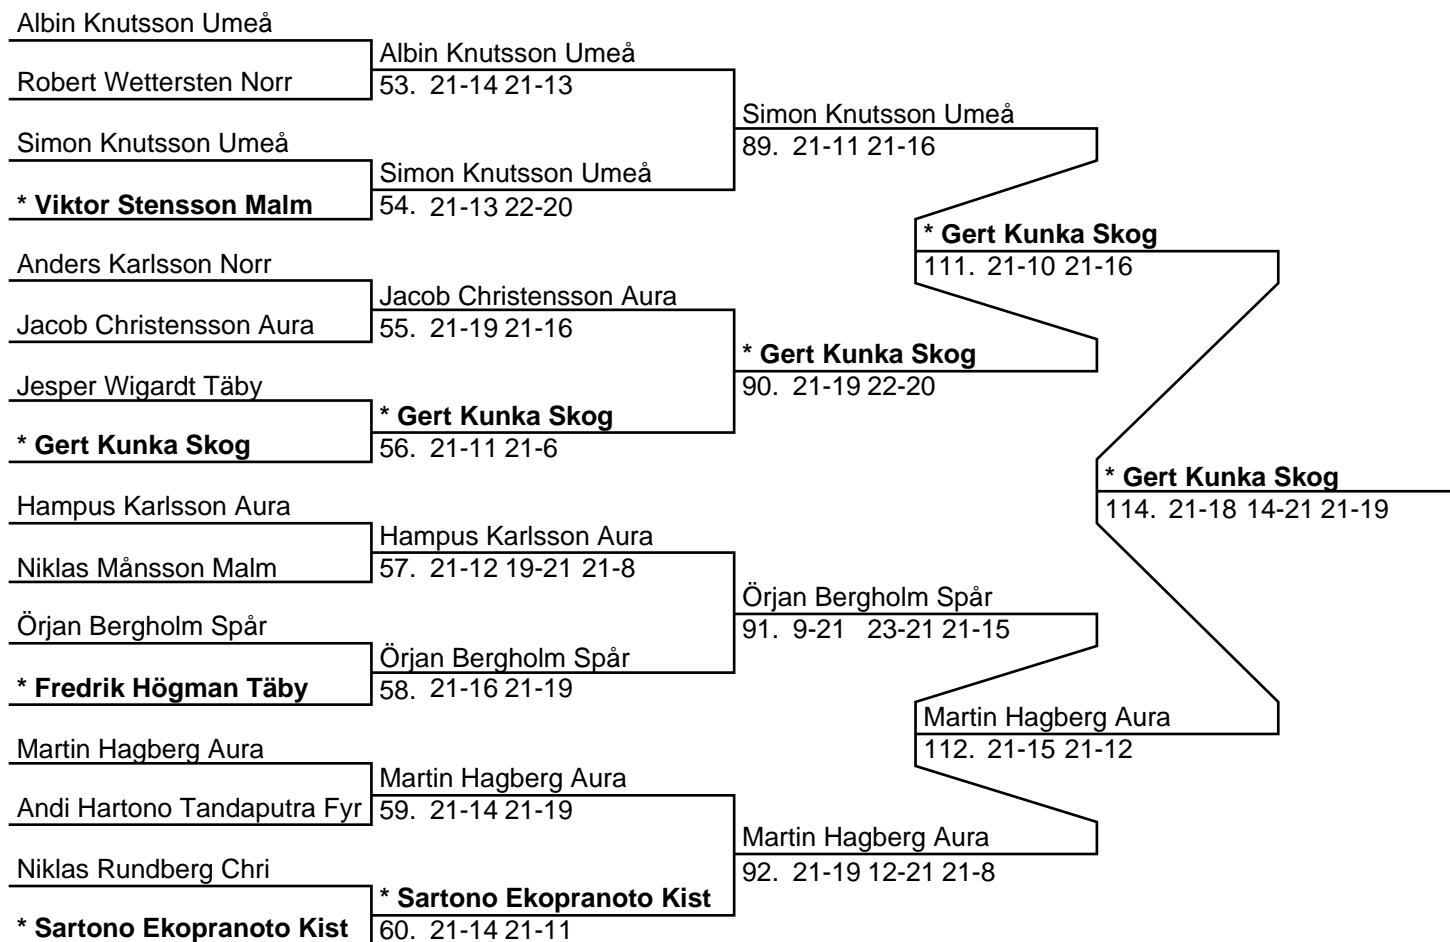 Albin Knutsson Umeå
Albin Knutsson Umeå
Robert Wettersten Norr
53. 21-14 21-13
Simon Knutsson Umeå
Simon Knutsson Umeå
89. 21-11 21-16
Simon Knutsson Umeå
* Viktor Stensson Malm
54. 21-13 22-20
* Gert Kunka Skog
Anders Karlsson Norr
111. 21-10 21-16
Jacob Christensson Aura
Jacob Christensson Aura
55. 21-19 21-16
* Gert Kunka Skog
Jesper Wigardt Täby
90. 21-19 22-20
* Gert Kunka Skog
* Gert Kunka Skog
56. 21-11 21-6
* Gert Kunka Skog
Hampus Karlsson Aura
114. 21-18 14-21 21-19
Hampus Karlsson Aura
Niklas Månsson Malm
57. 21-12 19-21 21-8
Örjan Bergholm Spår
Örjan Bergholm Spår
91. 9-21 23-21 21-15
Örjan Bergholm Spår
* Fredrik Högman Täby
58. 21-16 21-19
Martin Hagberg Aura
Martin Hagberg Aura
112. 21-15 21-12
Martin Hagberg Aura
Andi Hartono Tandaputra Fyr
59. 21-14 21-19
Martin Hagberg Aura
Niklas Rundberg Chri
92. 21-19 12-21 21-8
* Sartono Ekopranoto Kist
* Sartono Ekopranoto Kist
60. 21-14 21-11